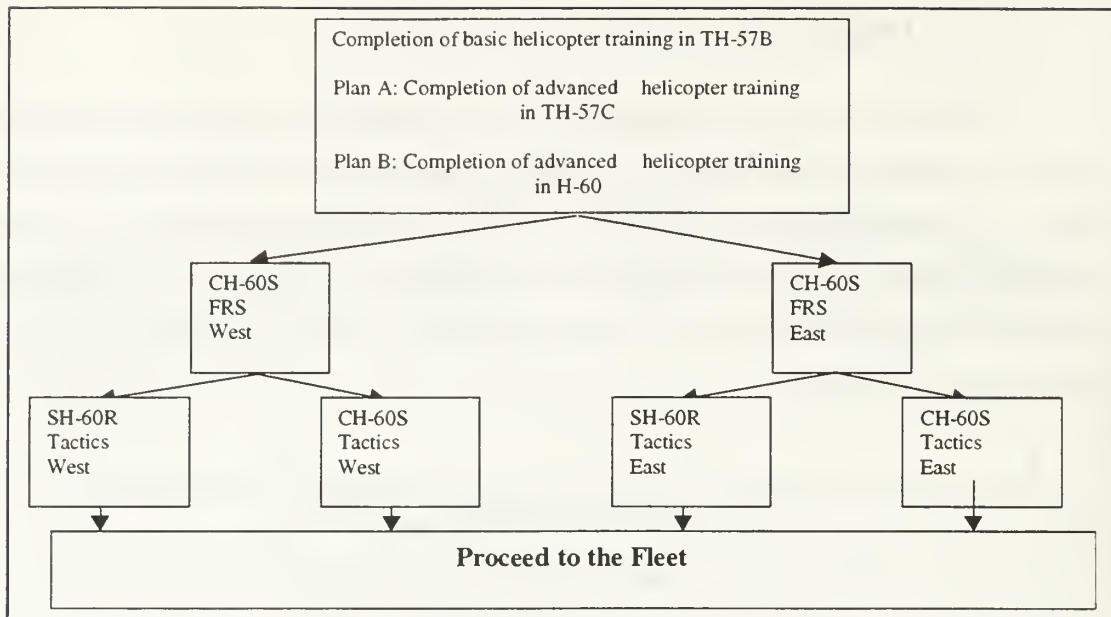 Completion of basic helicopter training in TH-57B
Plan A: Completion of advanced helicopter training
in TH-57C
Plan B: Completion of advanced helicopter training
in H-60
CH-60S
FRS
West
CH-60S
FRS
East
SH-60R
Tactics
West
CH-60S
Tactics
West
SH-60R
Tactics
East
CH-60S
Tactics
East
Proceed to the Fleet